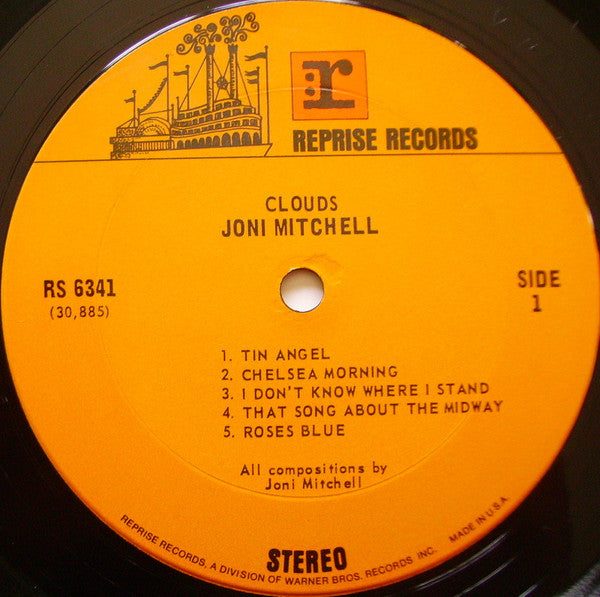 r:
REPRISE RECORDS
CLOUDS
JONI MITCHELL
RS 6341
(30,885)
SIDE
1
1. TIN ANGEL
2. CHELSEA MORNING
3. I DON'T KNOW WHERE I STAND
4. THAT SONG ABOUT THE MIDWAY
5. ROSES BLUE
All compositions by
Joni Mitchell
STEREO
REPRISE RECORDS, A DIVISION OF WARNER BROS. RECORDS INC. MADE IN U.S.A.